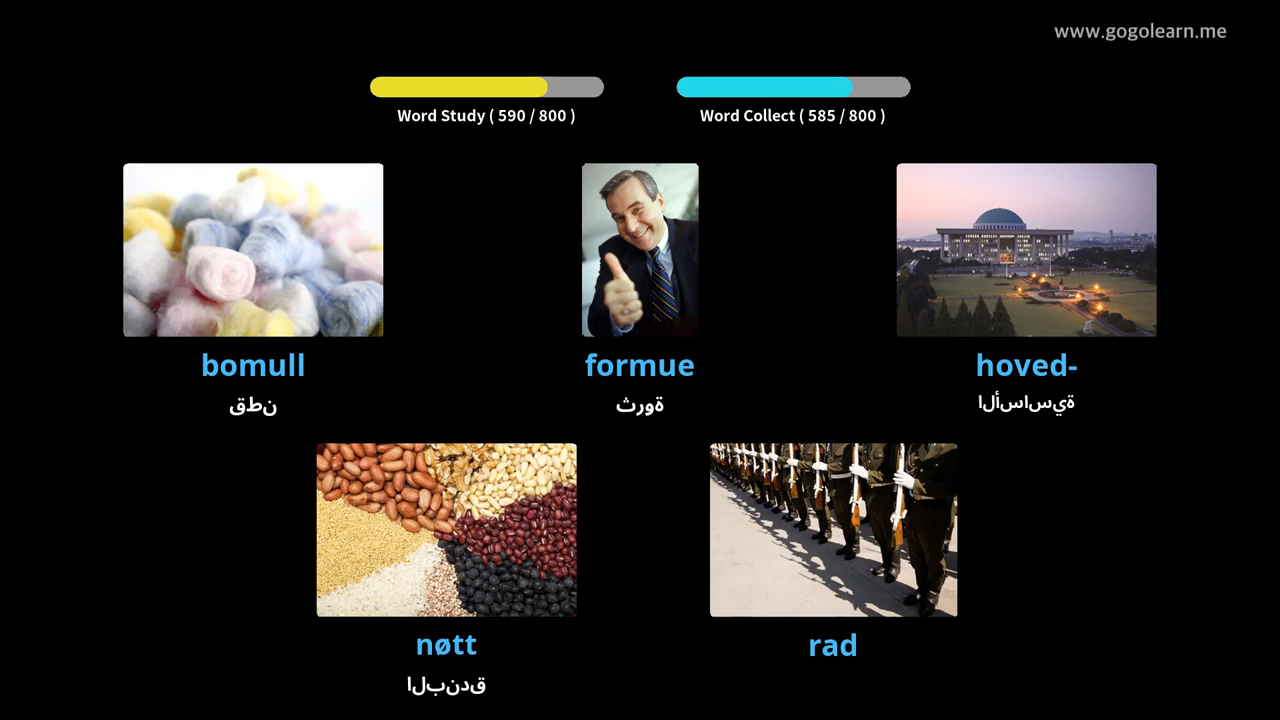 www.gogolearn.me
Word Study ( 590 / 800 )
Word Collect ( 585 / 800 )
bomull
قطن
formue
ثروة
hoved-
الأساسية
nøtt
البندق
rad